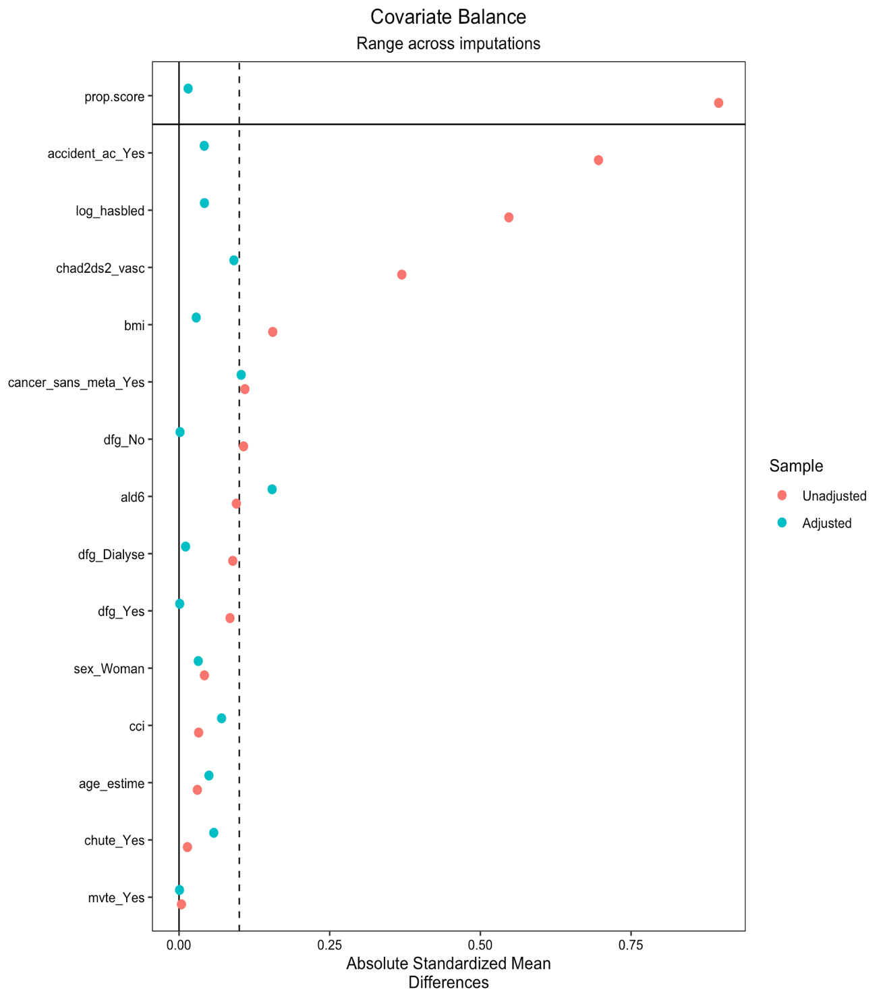 Covariate Balance
Range across imputations
prop.score
accident_ac_Yes
log_hasbled
chad2ds2_vasc
bmi
cancer_sans_meta_Yes
dfg_No
ald6
dfg_Dialyse
dfg_Yes
sex_Woman
cci
age_estime
chute_Yes
mvte_Yes
0.00 0.25 0.50 0.75
Absolute Standardized Mean
Differences
Sample
Unadjusted
Adjusted